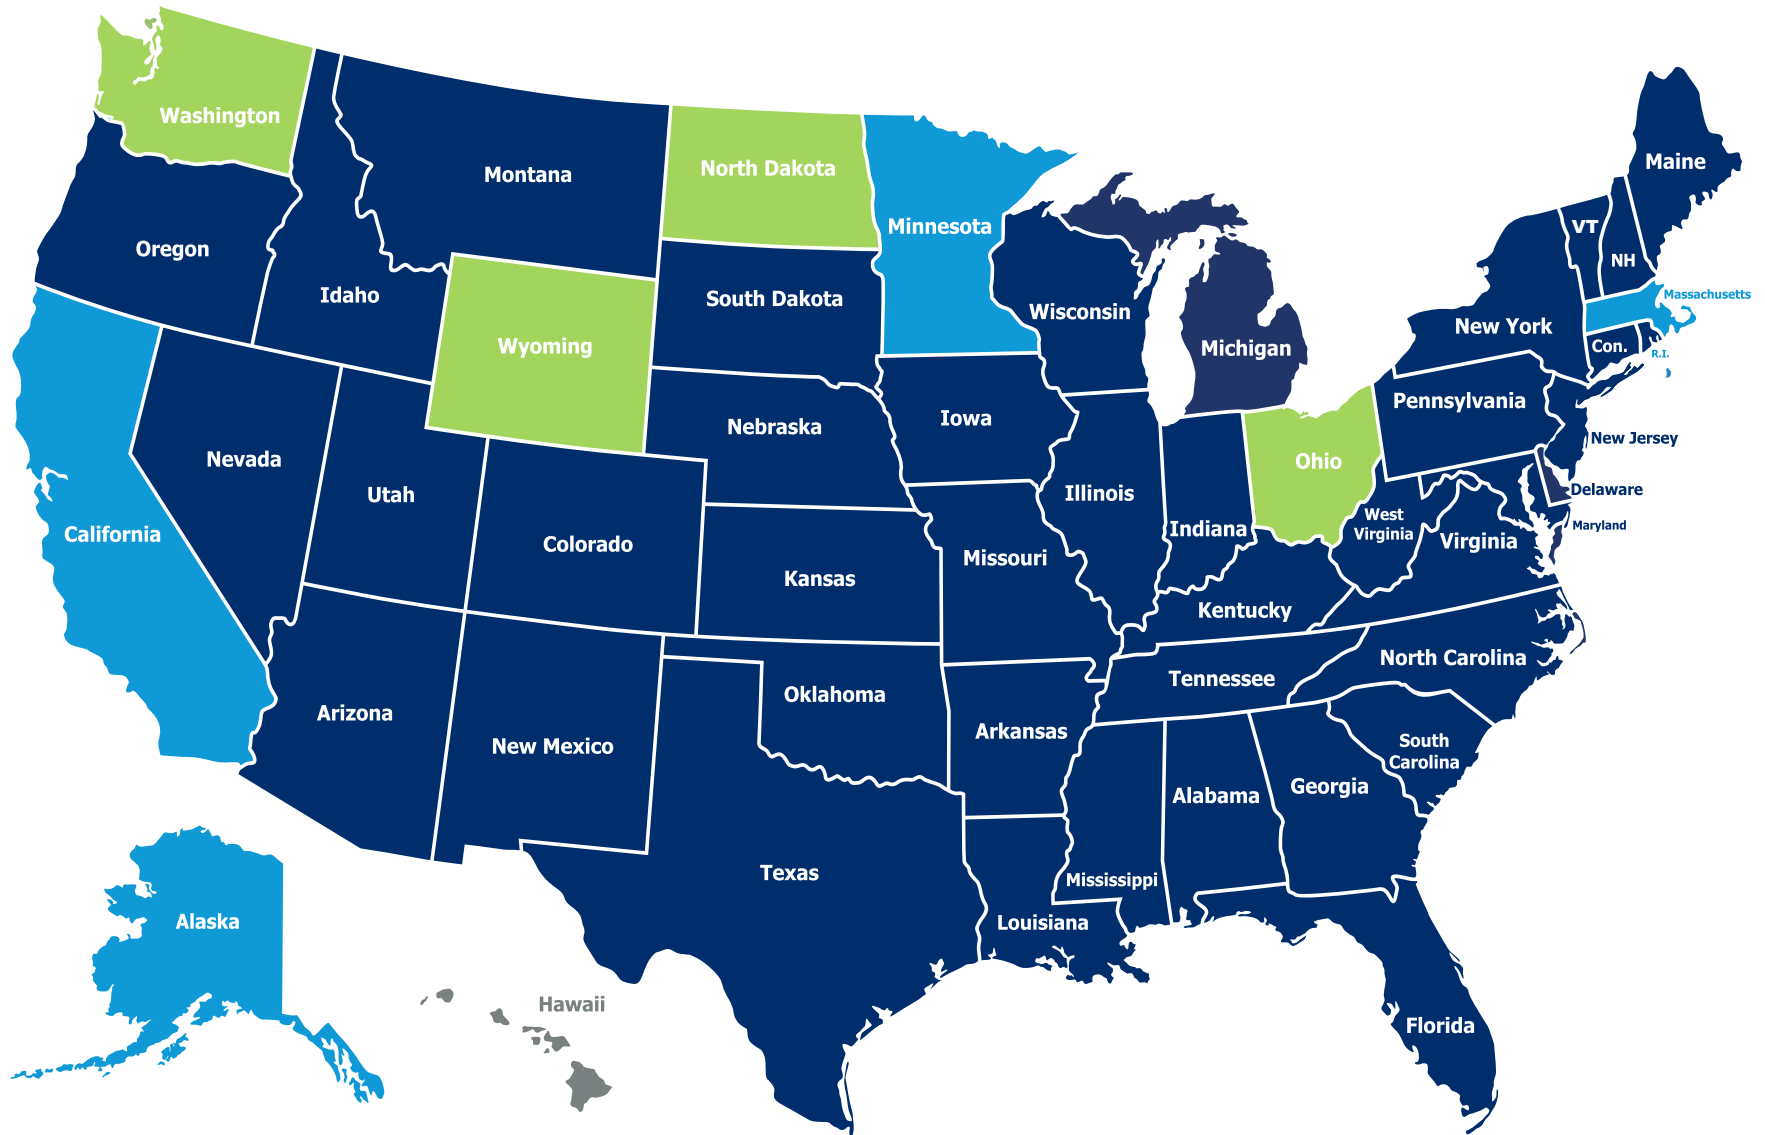 Washington
Montana
North Dakota
Minnesota
Maine
VT
NH
Oregon
Idaho
South Dakota
Wisconsin
Massachusetts
New York
Wyoming
Michigan
Con.
R.I.
Pennsylvania
Iowa
Nebraska
New Jersey
Nevada
Ohio
Utah
Illinois
Delaware
California
Colorado
Indiana
West
Virginia
Maryland
Virginia
Missouri
Kansas
Kentucky
North Carolina
Tennessee
Oklahoma
Arizona
New Mexico
Arkansas
South
Carolina
Georgia
Alabama
Texas
Mississippi
Louisiana
Alaska
Hawaii
Florida